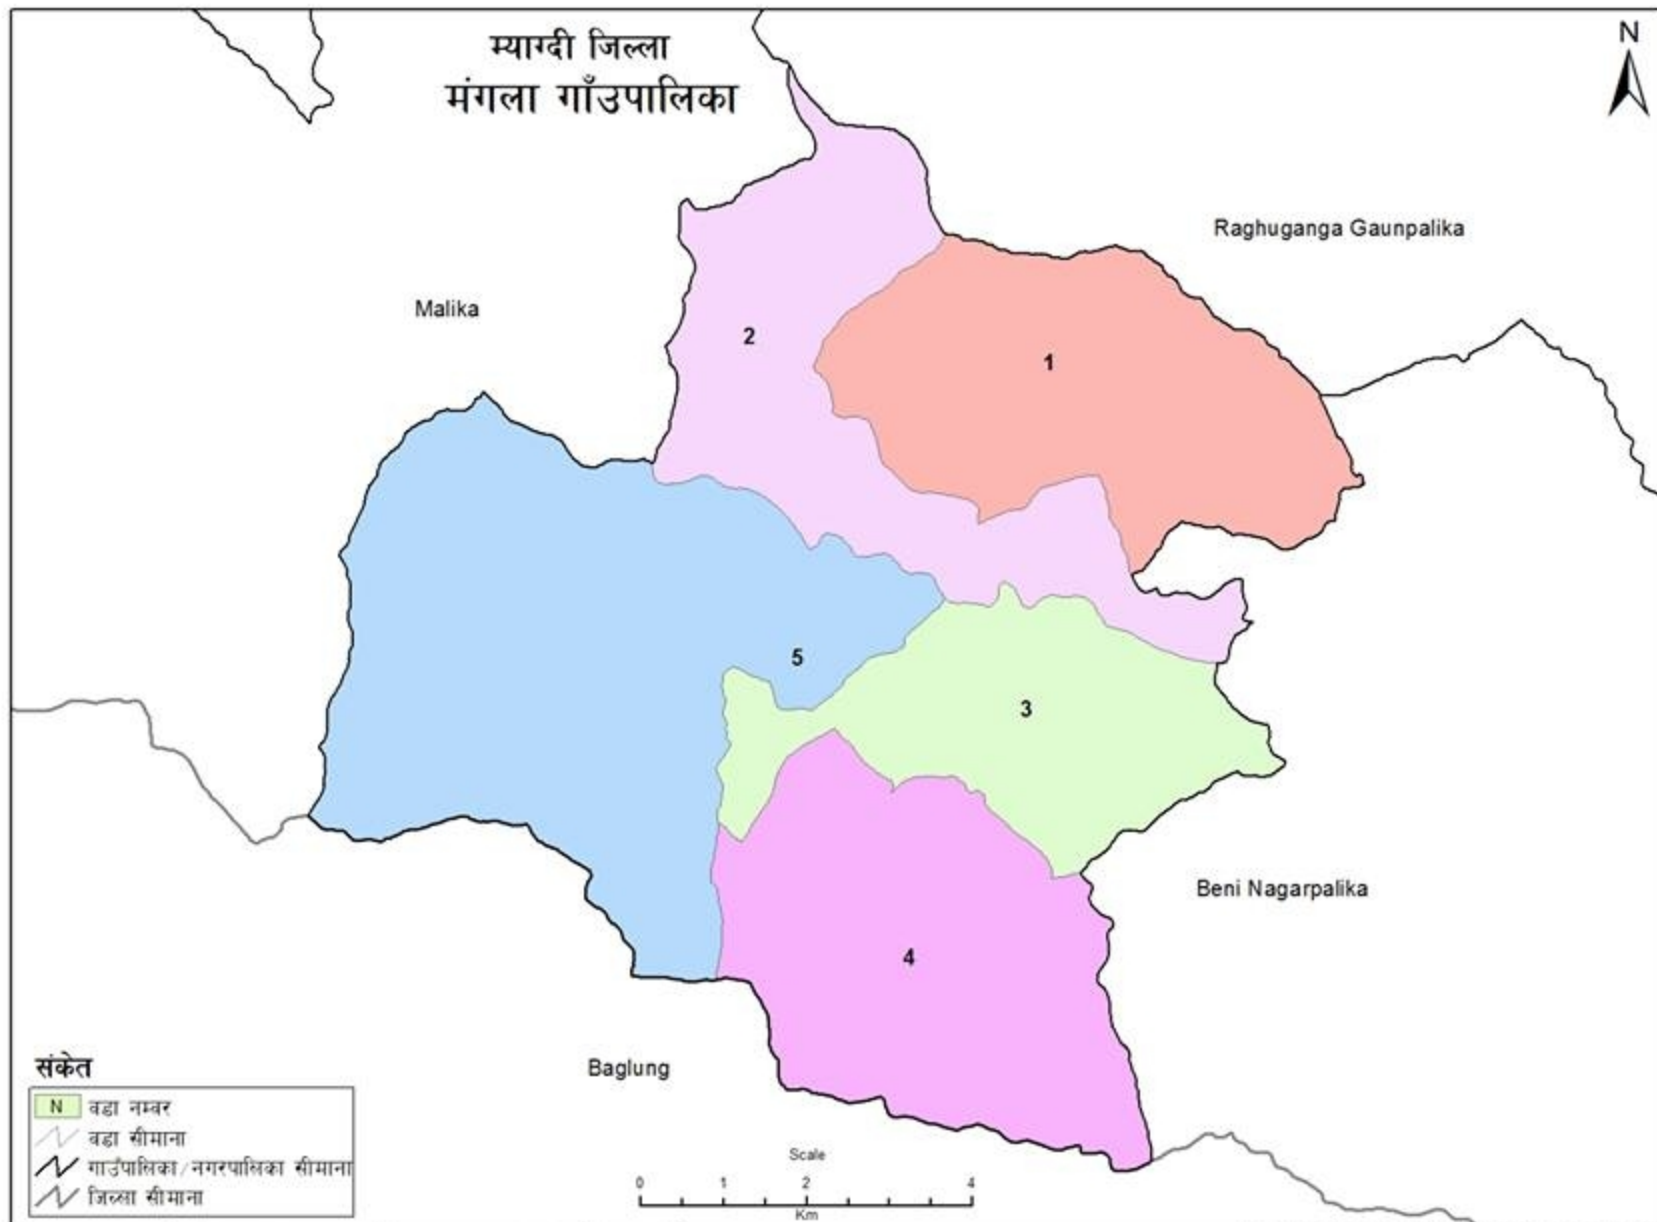 म्याग्दी जिल्ला
मंगला गाँउपालिका
N
Raghuganga Gaunpalika
Malika
2
1
5
3
Beni Nagarpalika
4
Baglung
संकेत
N वडा नम्वर
वडा सीमाना
गाउँपालिका/नगरपालिका सीमाना
जिल्ला सीमाना
Scale
0 1 2 4
Km